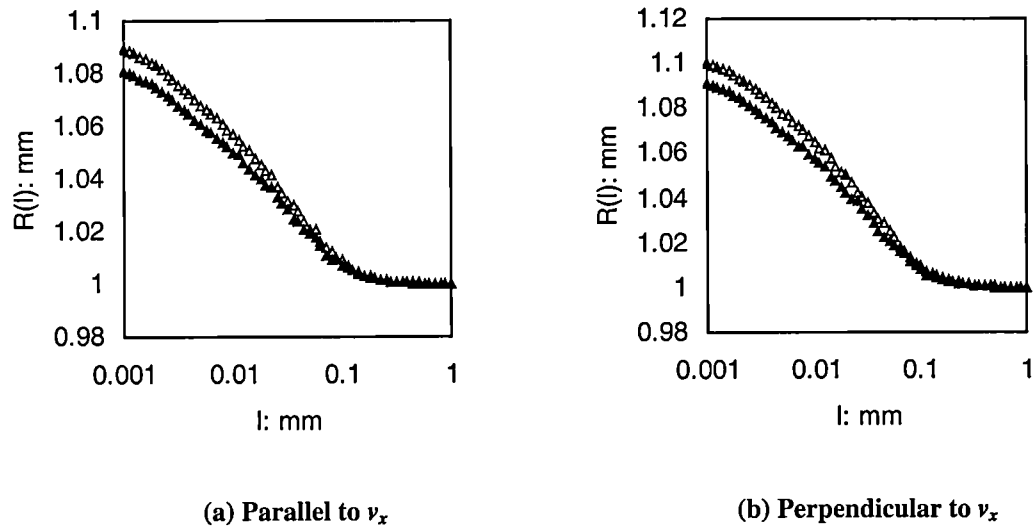 1.1
1.08
1.06
1.04
1.02
1
0.98
R(l): mm
0.001 0.01 0.1 1
l: mm
(a) Parallel to vₓ
1.12
1.1
1.08
1.06
1.04
1.02
1
0.98
R(l): mm
0.001 0.01 0.1 1
l: mm
(b) Perpendicular to vₓ